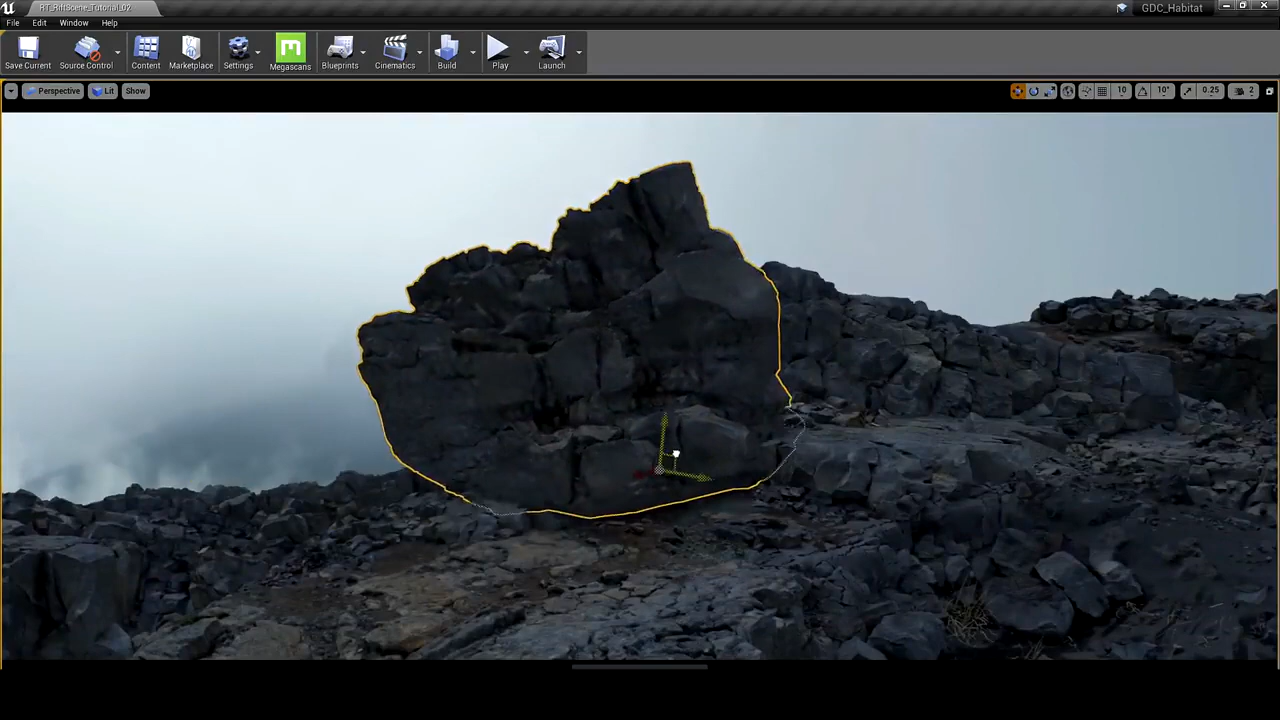 RT_RiftScene_Tutorial_02
GDC_Habitat
File Edit Window Help
Save Current Source Control Content Marketplace Settings Megascans Blueprints Cinematics Build Play Launch
Perspective Lit Show 10 10° 0.25 2